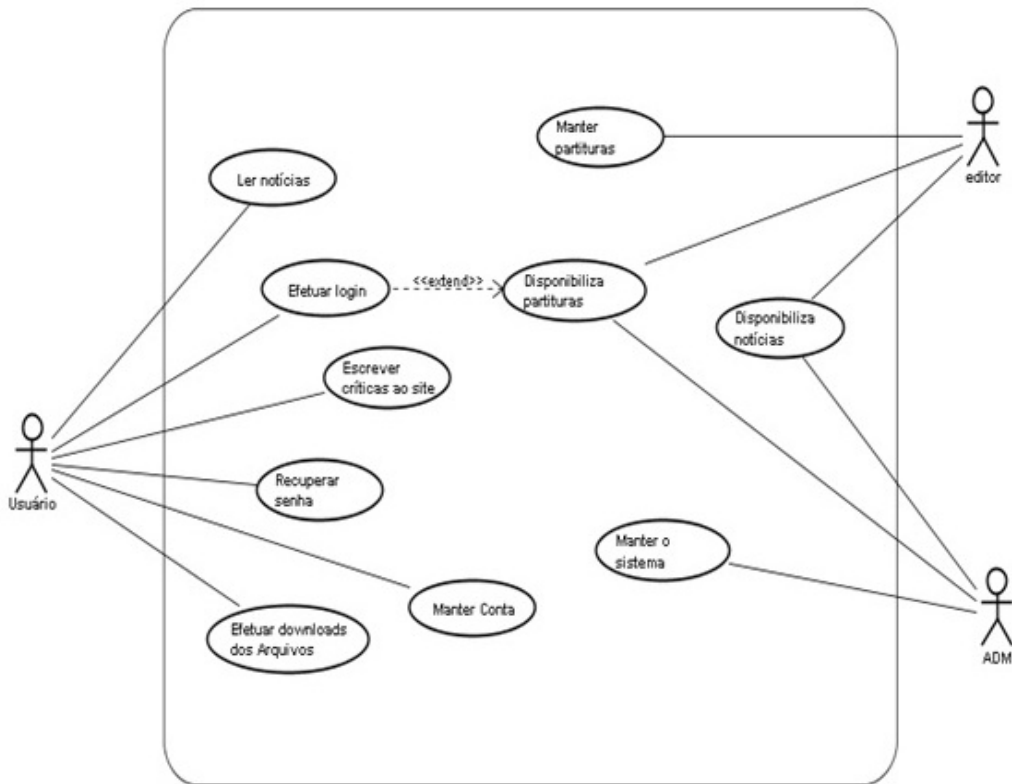 Manter
partituras
editor
Ler notícias
Efetuar login
<<extend>>
Disponibiliza
partituras
Disponibiliza
notícias
Escrever
críticas ao site
Usuário
Recuperar
senha
Manter o
sistema
Manter Conta
Efetuar downloads
dos Arquivos
ADM